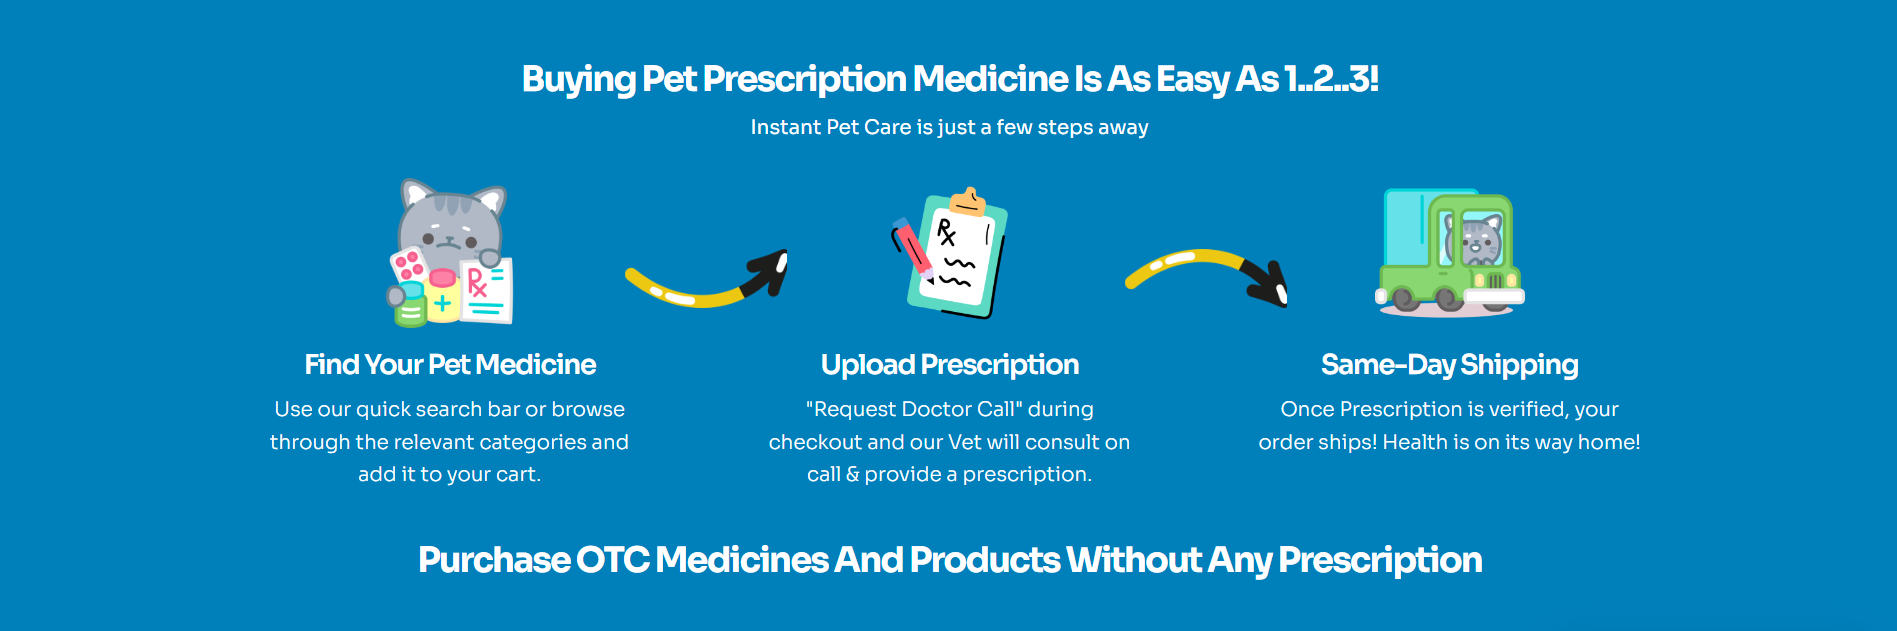 Buying Pet Prescription Medicine Is As Easy As 1..2..3!
Instant Pet Care is just a few steps away
Rx
Rx
Find Your Pet Medicine
Use our quick search bar or browse
through the relevant categories and
add it to your cart.
Upload Prescription
"Request Doctor Call" during
checkout and our Vet will consult on
call & provide a prescription.
Same-Day Shipping
Once Prescription is verified, your
order ships! Health is on its way home!
Purchase OTC Medicines And Products Without Any Prescription